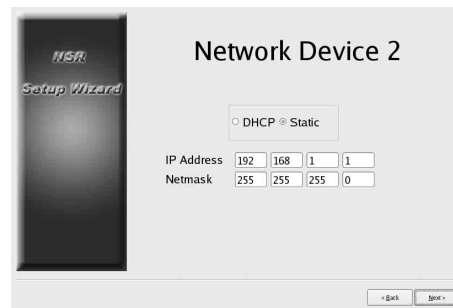 NSR
Setup Wizard
Network Device 2
DHCP Static
IP Address 192 168 1 1
Netmask 255 255 255 0
< Back Next >